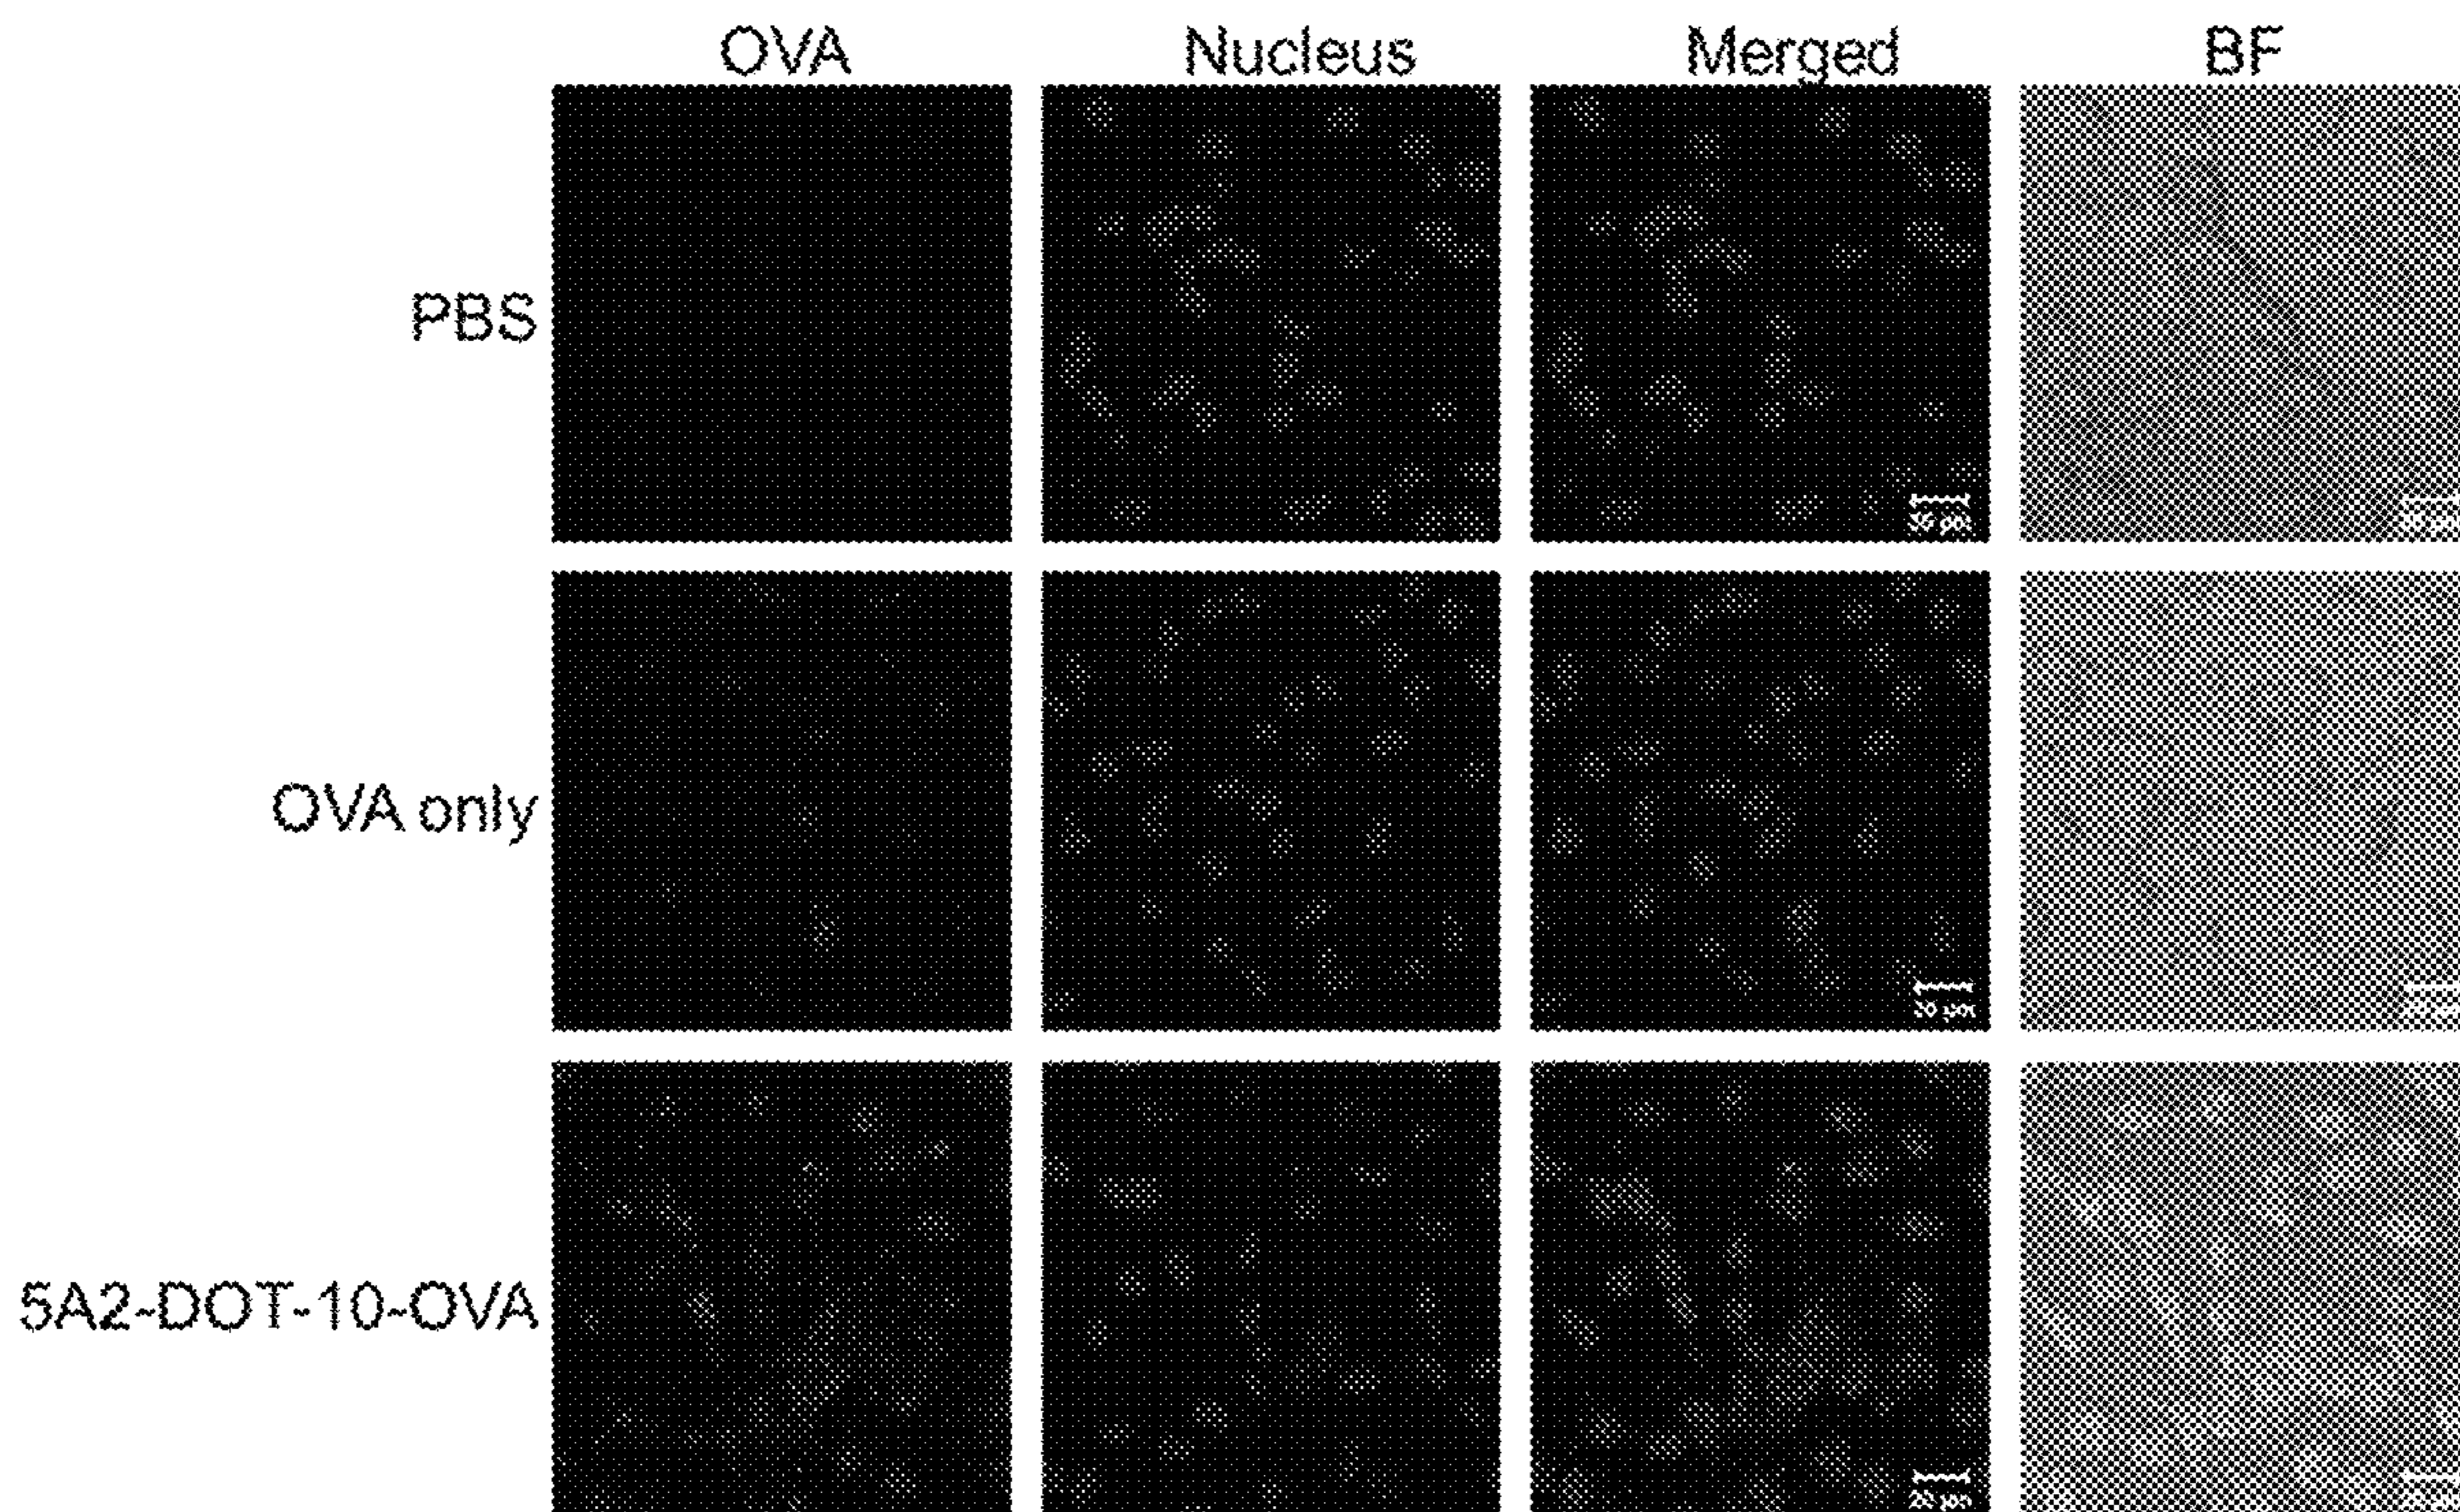 OVA Nucleus Merged BF
PBS
OVA only
5A2-DOT-10-OVA